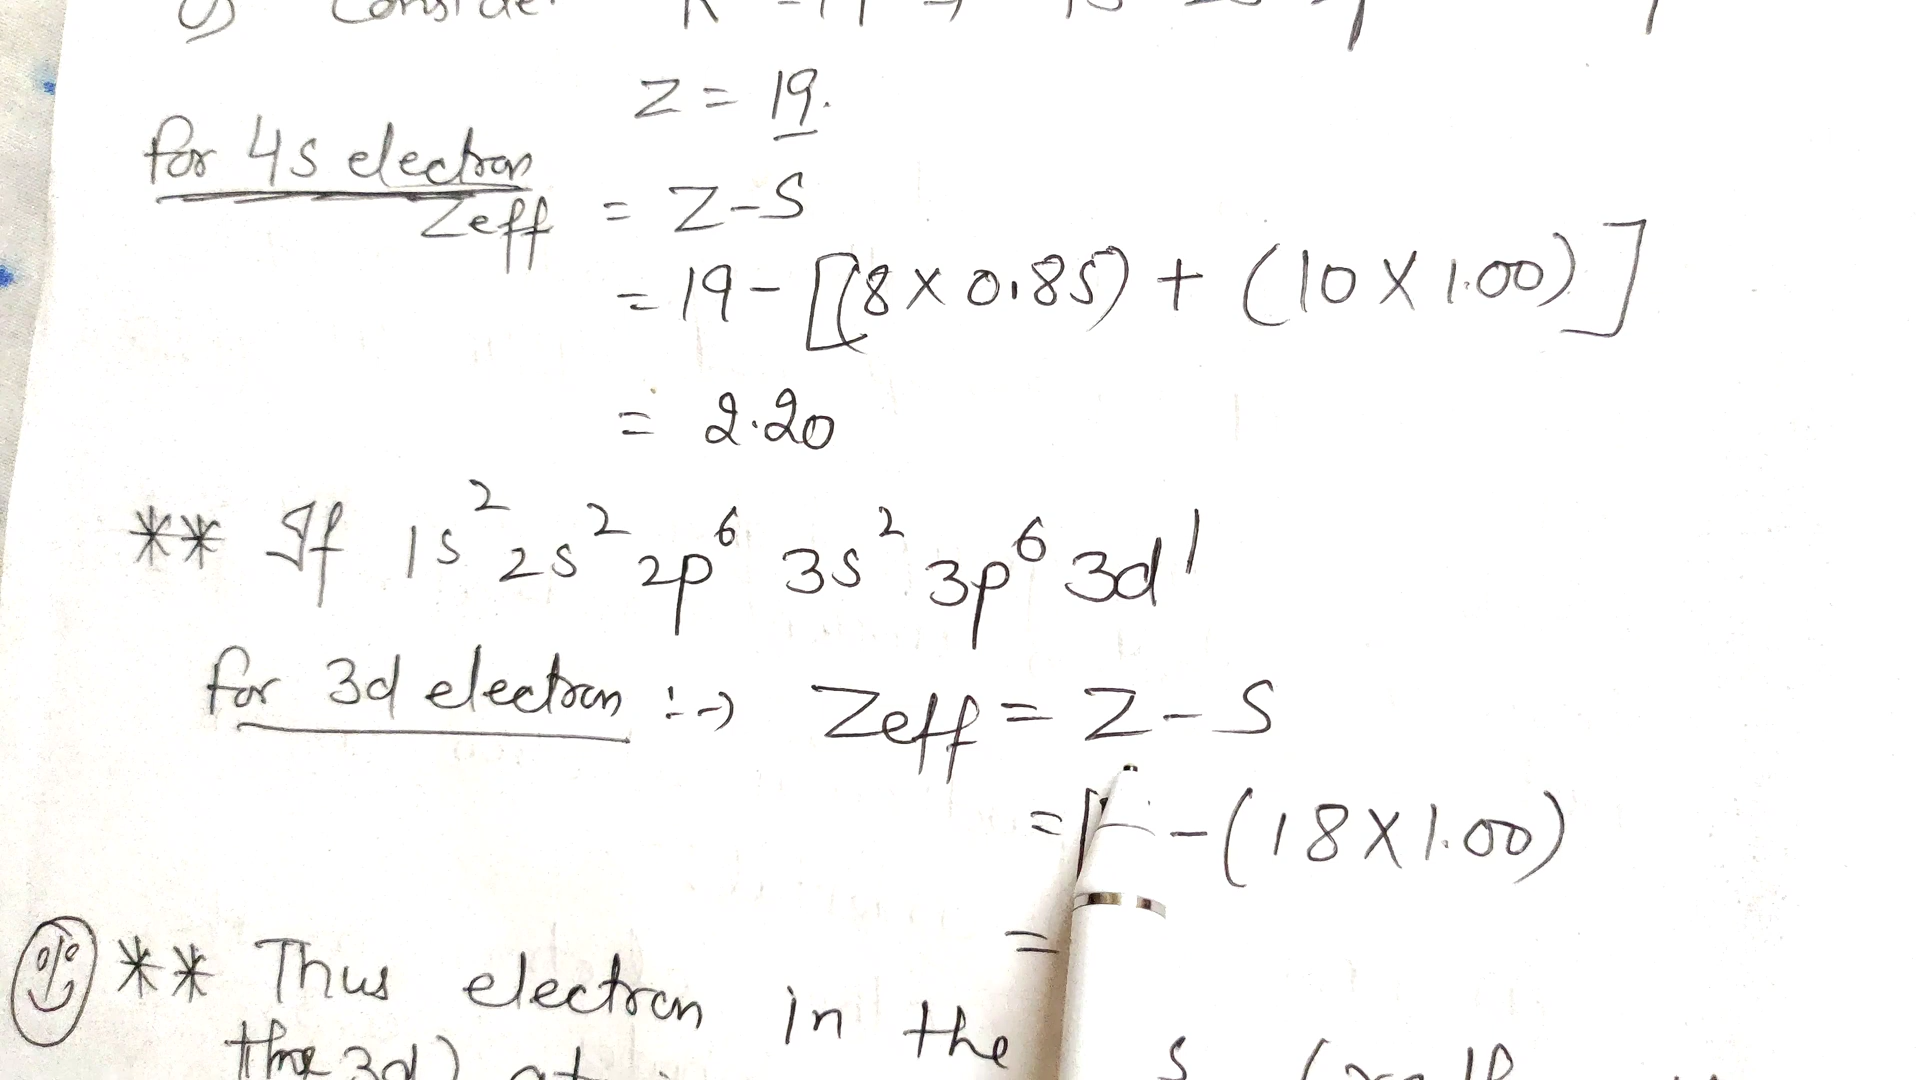 Z = 19.
for 4s electron
Zeff = Z-S
= 19 - [(8 × 0.85) + (10 × 1.00)]
= 2.20
** If 1s² 2s² 2p⁶ 3s² 3p⁶ 3d¹
for 3d electron :→ Zeff = Z - S
= - (18 × 1.00)
=
** Thus electron in the
3d)